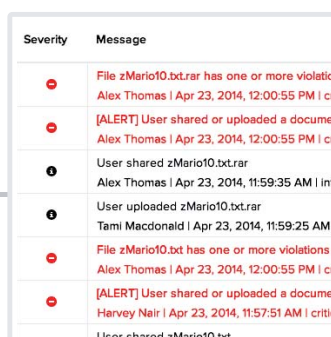 Severity Message
File zMario10.txt.rar has one or more violatio
Alex Thomas | Apr 23, 2014, 12:00:55 PM | c
[ALERT] User shared or uploaded a docume
Alex Thomas | Apr 23, 2014, 12:00:55 PM | c
User shared zMario10.txt.rar
Alex Thomas | Apr 23, 2014, 11:59:35 AM | in
User uploaded zMario10.txt.rar
Tami Macdonald | Apr 23, 2014, 11:59:25 AM
File zMario10.txt has one or more violations
Alex Thomas | Apr 23, 2014, 12:00:55 PM | c
[ALERT] User shared or uploaded a docume
Harvey Nair | Apr 23, 2014, 11:57:51 AM | criti
User shared zMario10.txt